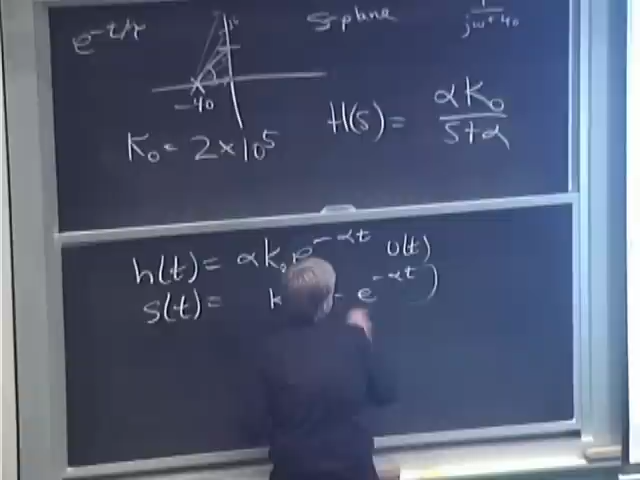 e^{-t/τ}
S-plane
1/(jω+40)
-40
K₀ = 2×10⁵
H(s) = αK₀/(s+α)
h(t) = αK₀e^{-αt} u(t)
s(t) = K - e^{-αt})